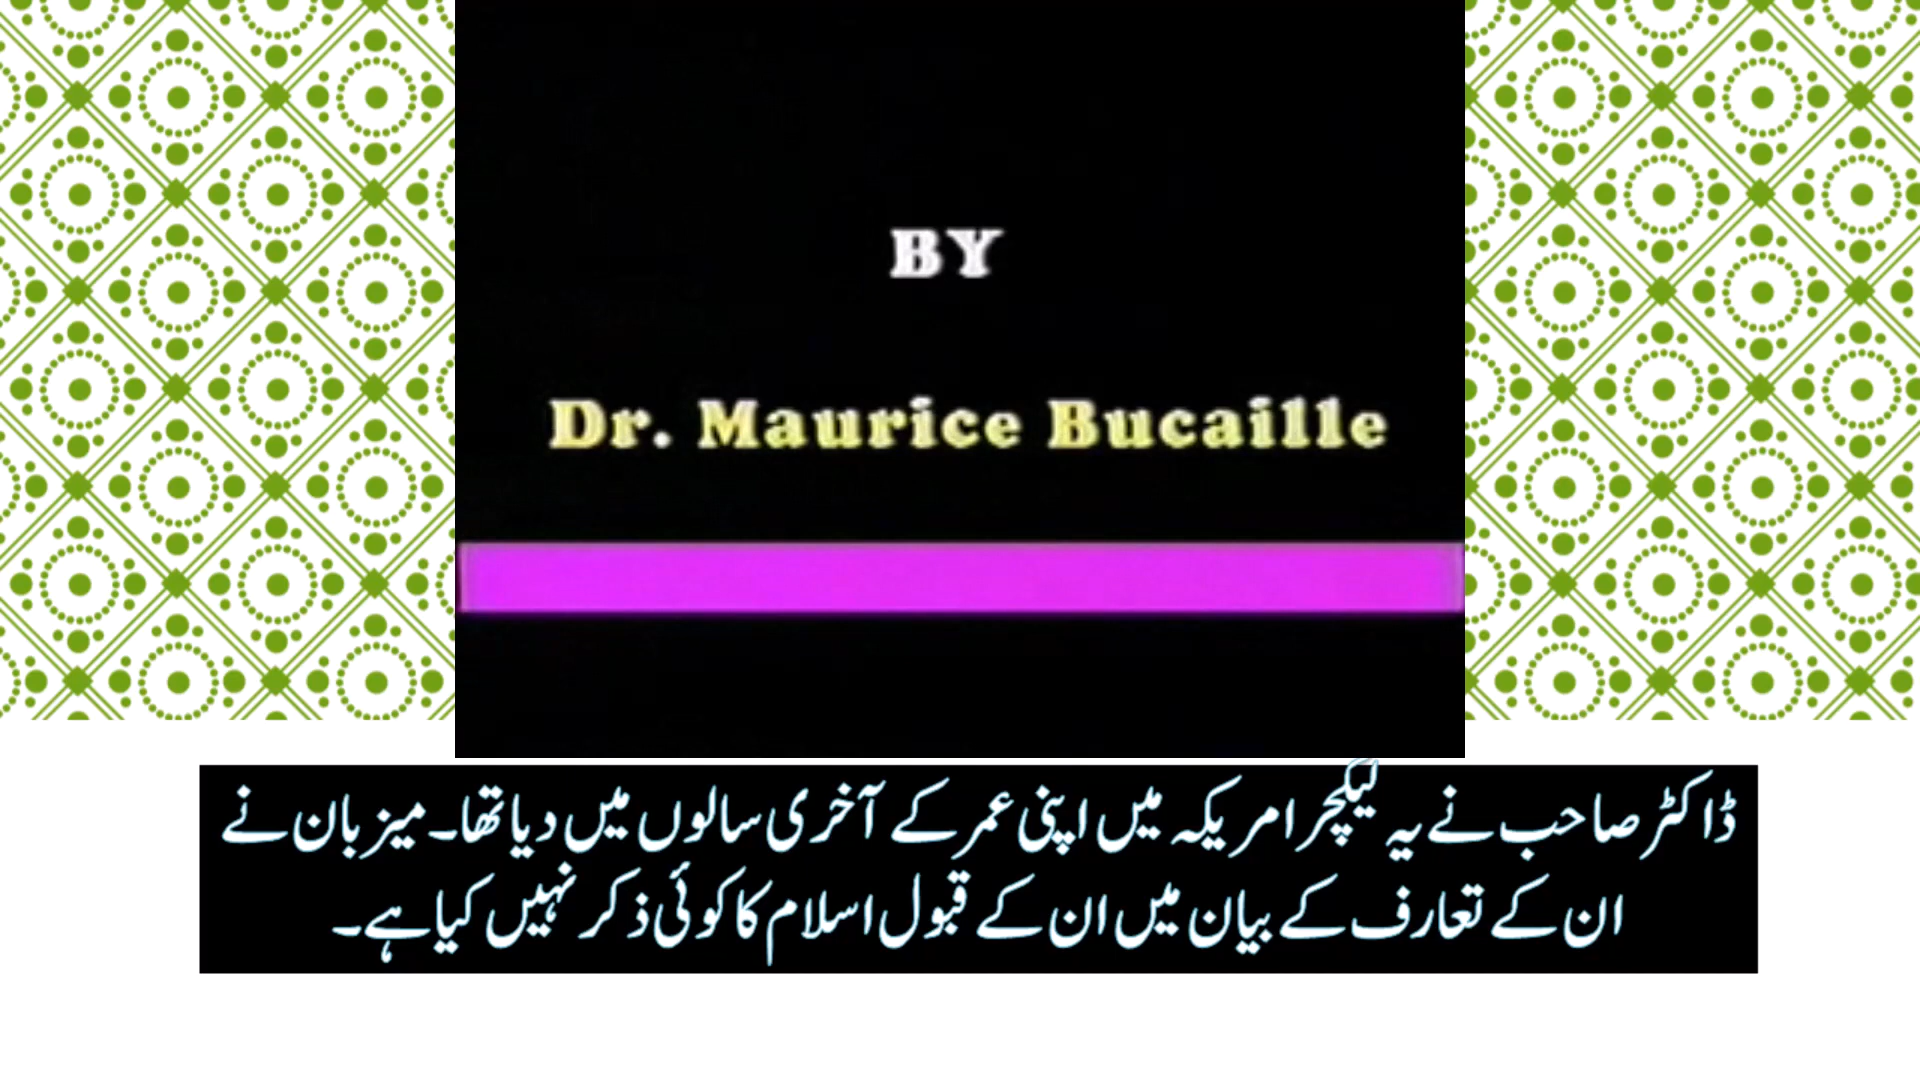 BY
Dr. Maurice Bucaille
ڈاکٹر صاحب نے یہ لیکچر امریکہ میں اپنی عمر کے آخری سالوں میں دیا تھا۔ میزبان نے
ان کے تعارف کے بیان میں ان کے قبول اسلام کا کوئی ذکر نہیں کیا ہے۔